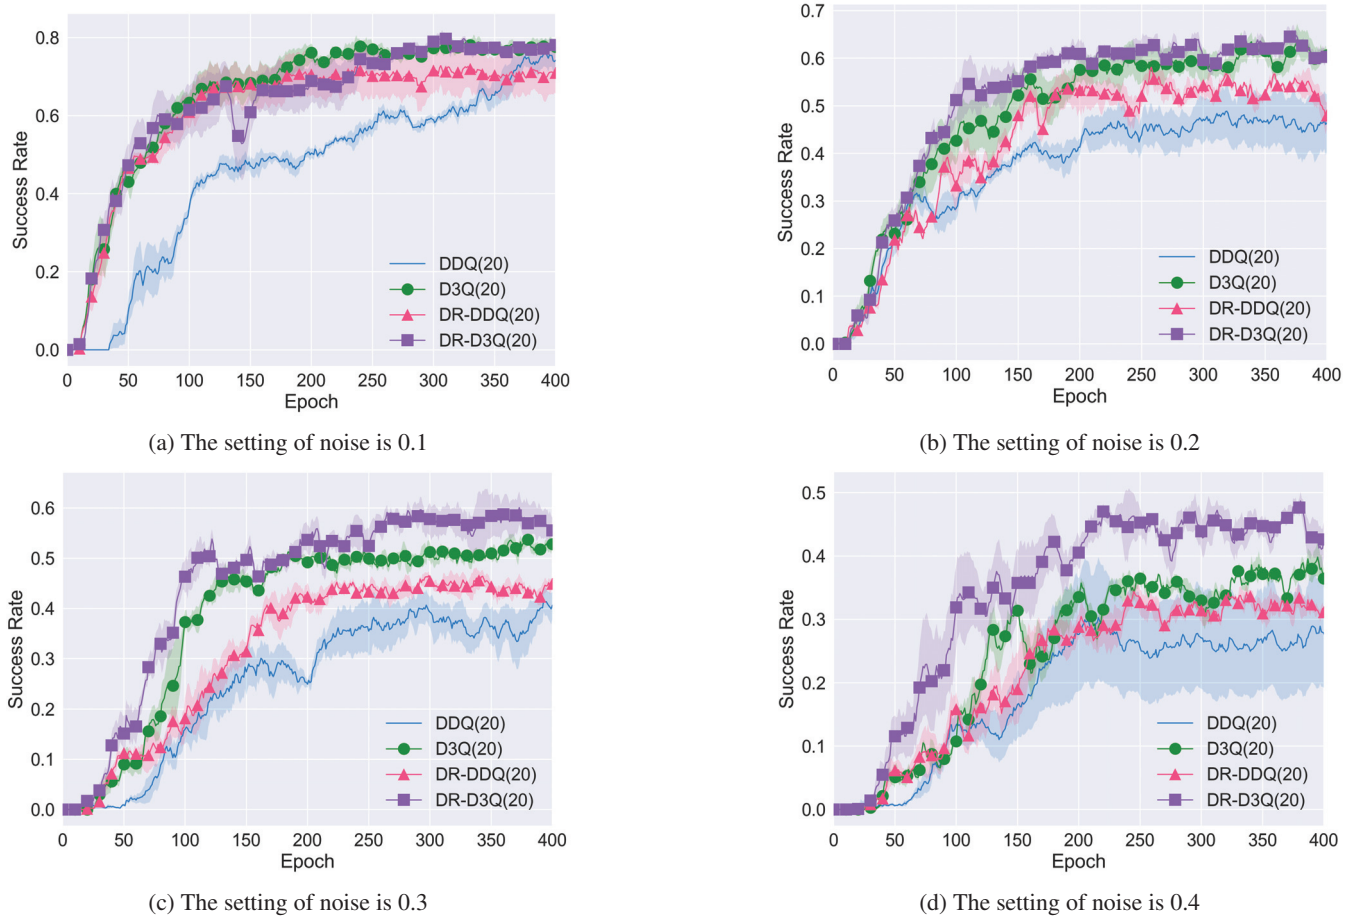 0.8
0.6
0.4
0.2
0.0
Success Rate
DDQ(20)
D3Q(20)
DR-DDQ(20)
DR-D3Q(20)
0 50 100 150 200 250 300 350 400
Epoch
(a) The setting of noise is 0.1
0.7
0.6
0.5
0.4
0.3
0.2
0.1
0.0
Success Rate
DDQ(20)
D3Q(20)
DR-DDQ(20)
DR-D3Q(20)
0 50 100 150 200 250 300 350 400
Epoch
(b) The setting of noise is 0.2
0.6
0.5
0.4
0.3
0.2
0.1
0.0
Success Rate
DDQ(20)
D3Q(20)
DR-DDQ(20)
DR-D3Q(20)
0 50 100 150 200 250 300 350 400
Epoch
(c) The setting of noise is 0.3
0.5
0.4
0.3
0.2
0.1
0.0
Success Rate
DDQ(20)
D3Q(20)
DR-DDQ(20)
DR-D3Q(20)
0 50 100 150 200 250 300 350 400
Epoch
(d) The setting of noise is 0.4